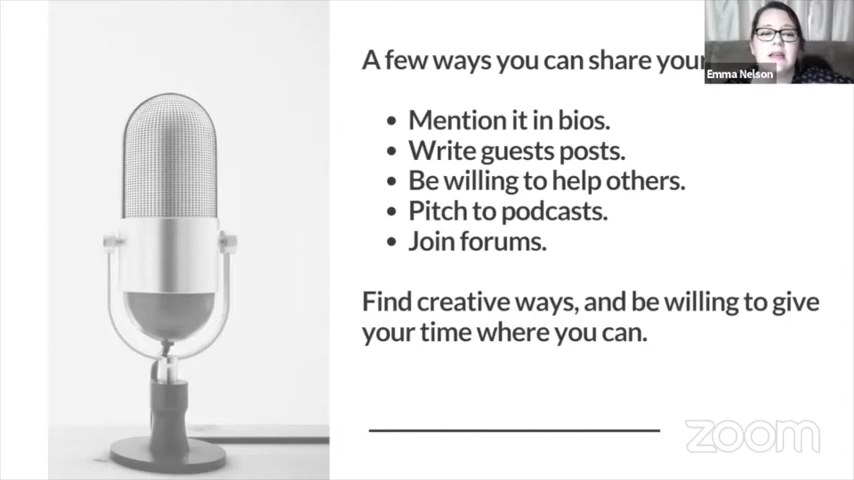 A few ways you can share your
Emma Nelson
• Mention it in bios.
• Write guests posts.
• Be willing to help others.
• Pitch to podcasts.
• Join forums.
Find creative ways, and be willing to give
your time where you can.
zoom